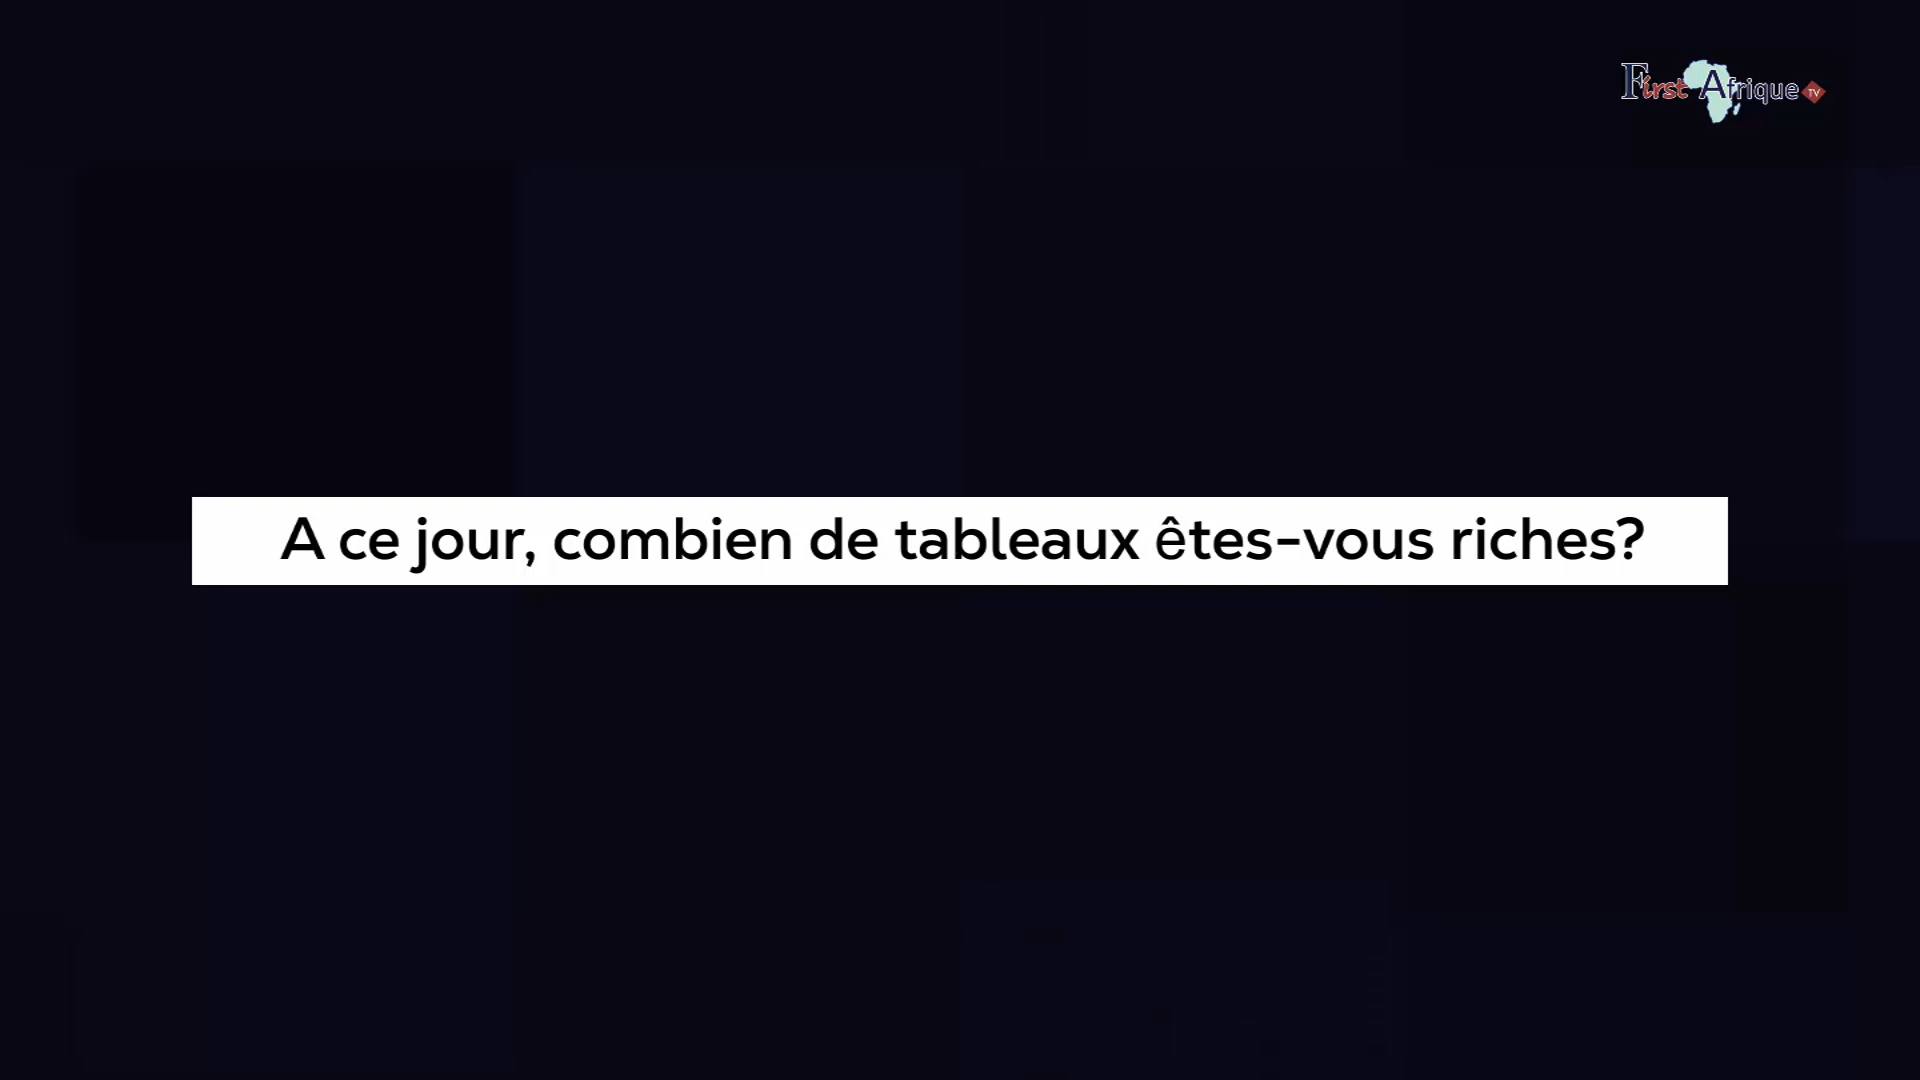 First Afrique TV
A ce jour, combien de tableaux êtes-vous riches?